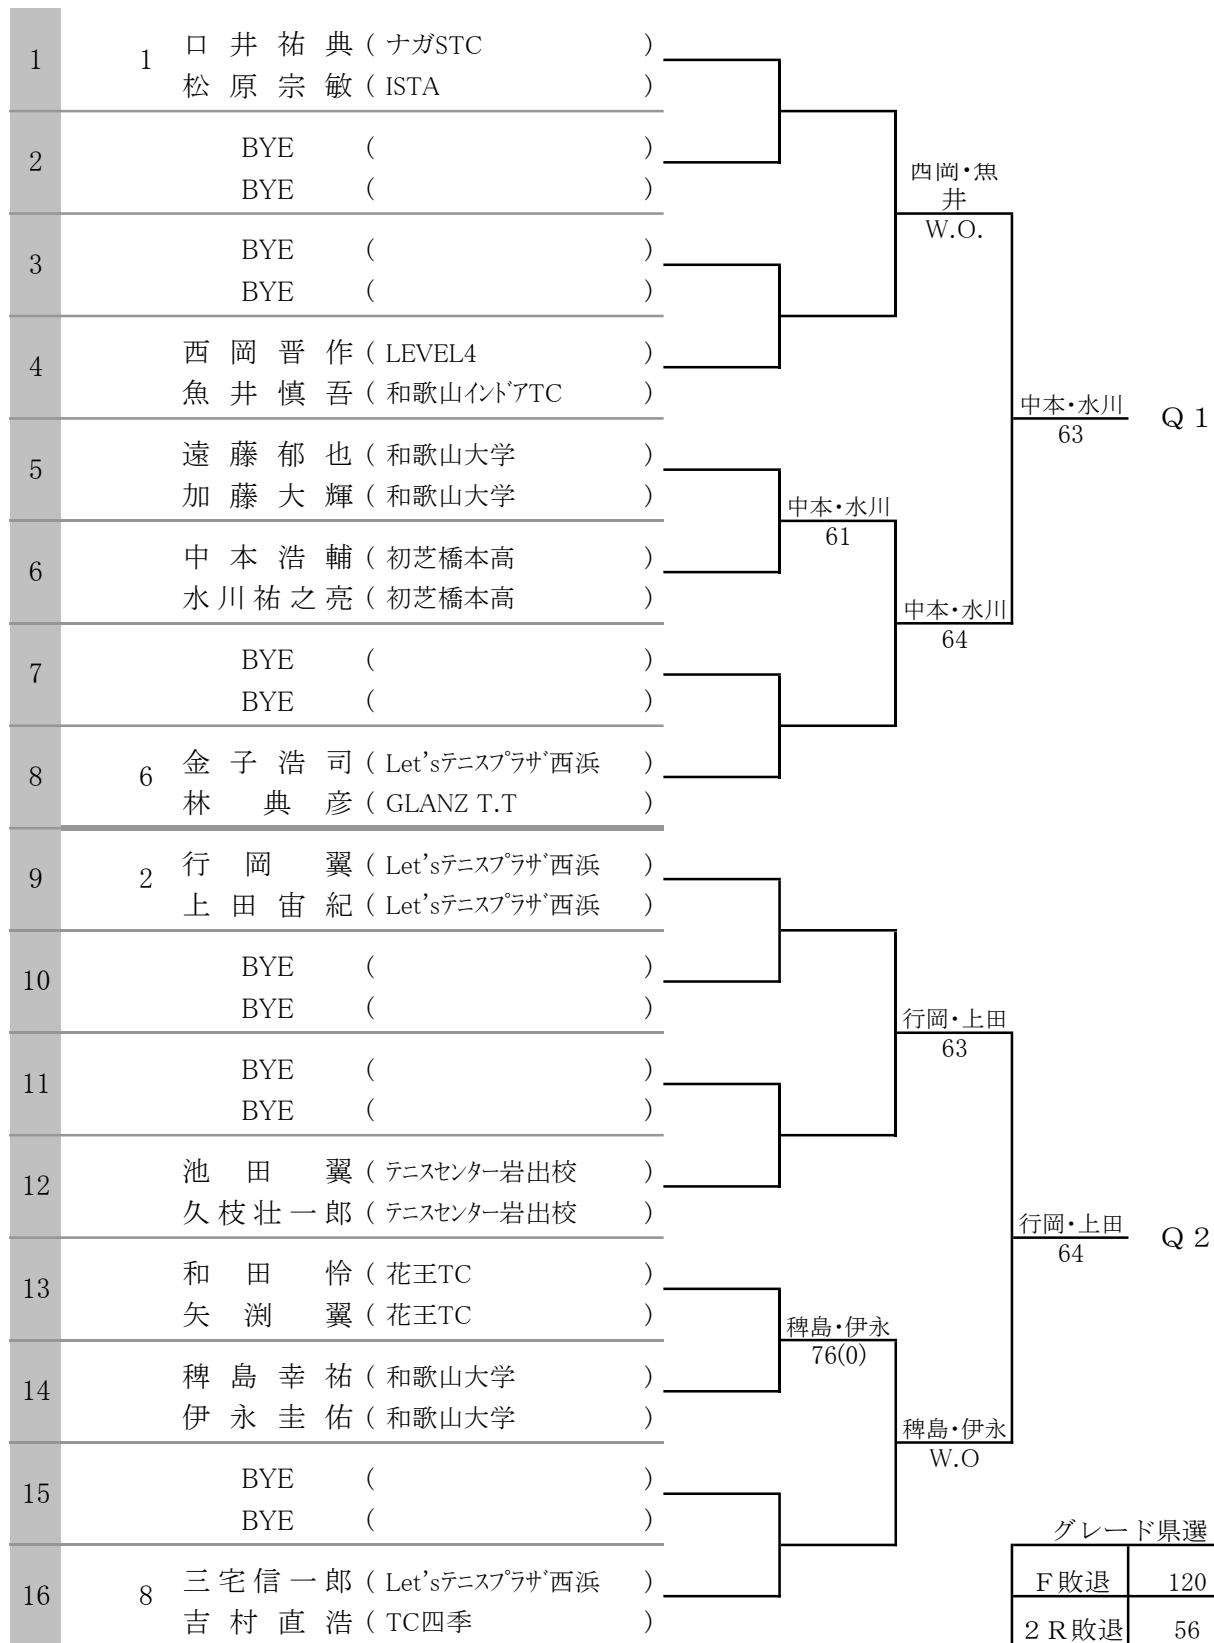 1 1 口井祐典 ( ナガSTC )
松原宗敏 ( ISTA )
2 BYE ( )
BYE ( )
3 BYE ( )
BYE ( )
4 西岡晋作 ( LEVEL4 )
魚井慎吾 ( 和歌山インドアTC )
5 遠藤郁也 ( 和歌山大学 )
加藤大輝 ( 和歌山大学 )
6 中本浩輔 ( 初芝橋本高 )
水川祐之亮 ( 初芝橋本高 )
7 BYE ( )
BYE ( )
8 6 金子浩司 ( Let'sテニスプラザ西浜 )
林典彦 ( GLANZ T.T )
9 2 行岡翼 ( Let'sテニスプラザ西浜 )
上田宙紀 ( Let'sテニスプラザ西浜 )
10 BYE ( )
BYE ( )
11 BYE ( )
BYE ( )
12 池田翼 ( テニスセンター岩出校 )
久枝壮一郎 ( テニスセンター岩出校 )
13 和田怜 ( 花王TC )
矢渕翼 ( 花王TC )
14 稗島幸祐 ( 和歌山大学 )
伊永圭佑 ( 和歌山大学 )
15 BYE ( )
BYE ( )
16 8 三宅信一郎 ( Let'sテニスプラザ西浜 )
吉村直浩 ( TC四季 )
中本・水川
61
稗島・伊永
76(0)
西岡・魚
井
W.O.
中本・水川
64
行岡・上田
63
稗島・伊永
W.O
中本・水川
63
Q1
行岡・上田
64
Q2
グレード県選
F敗退 120
2R敗退 56